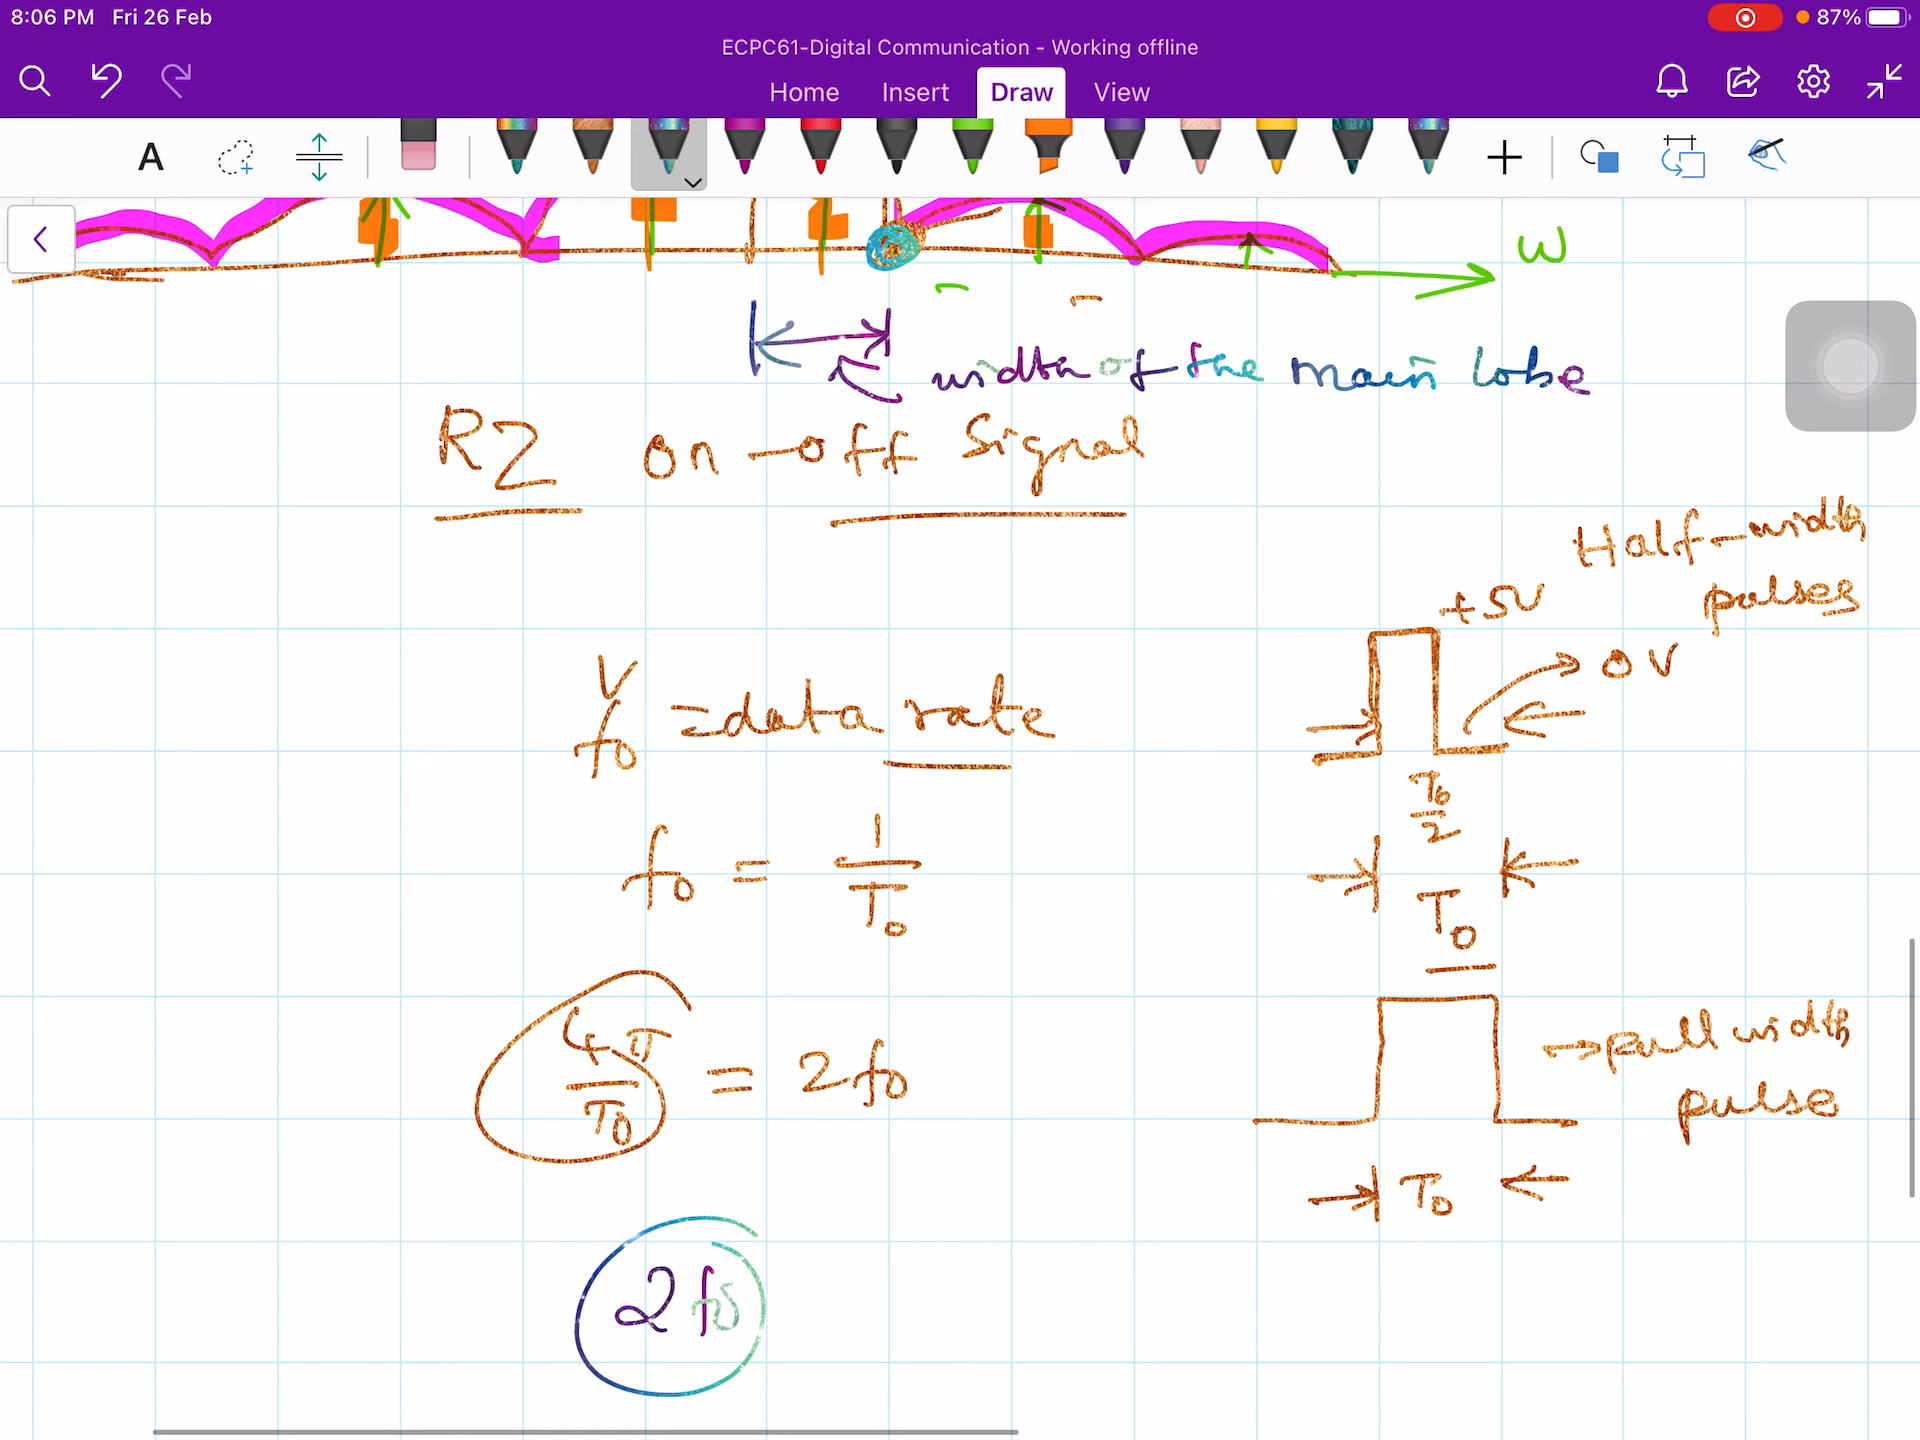 8:06 PM Fri 26 Feb
87%
ECPC61-Digital Communication - Working offline
Home Insert Draw View
A
ω
width of the main lobe
RZ on-off Signal
Half-width
pulses
+5V
0V
f₀ = data rate
T₀/2
f₀ = 1/T₀
T₀
4π/T₀ = 2f₀
→ full width
pulse
T₀
2f₀